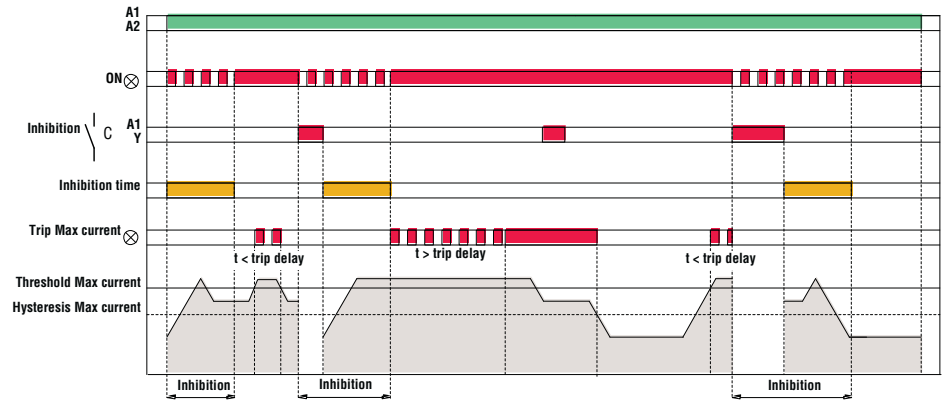 A1
A2
ON
Inhibition C A1
Y
Inhibition time
Trip Max current
t < trip delay t > trip delay t < trip delay
Threshold Max current
Hysteresis Max current
Inhibition Inhibition Inhibition